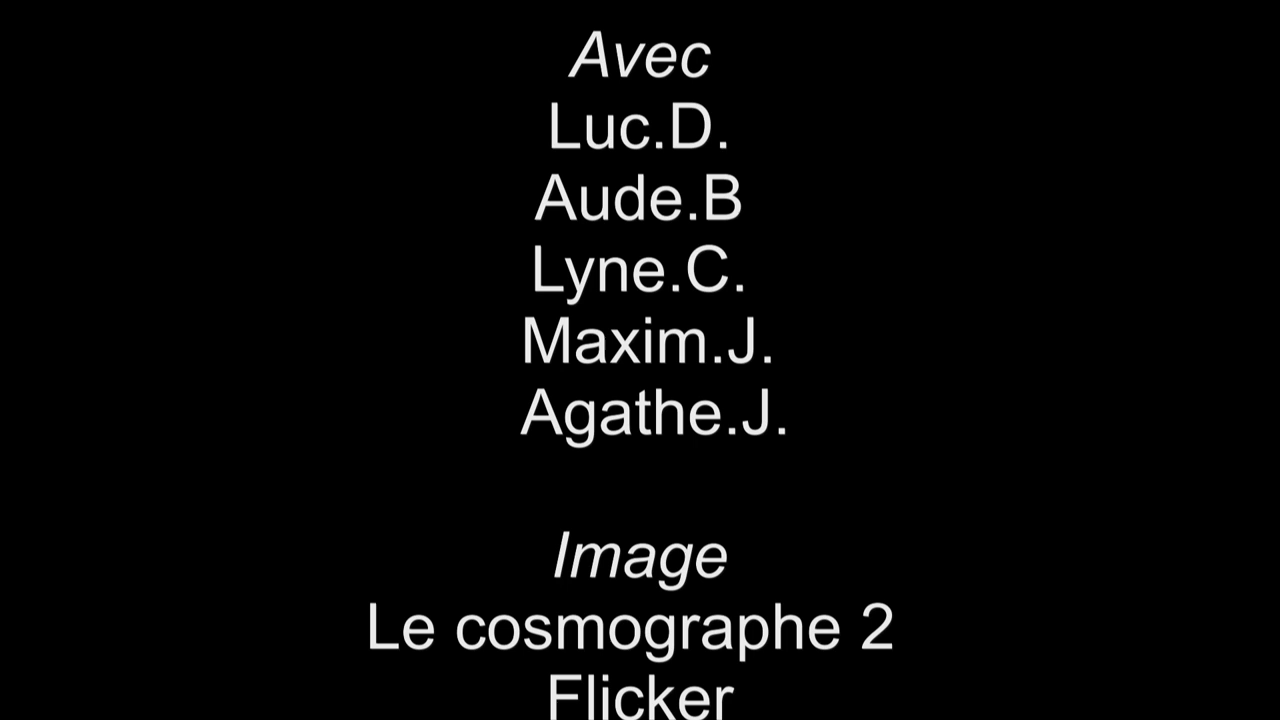 Avec
Luc.D.
Aude.B
Lyne.C.
Maxim.J.
Agathe.J.
Image
Le cosmographe 2
Flicker